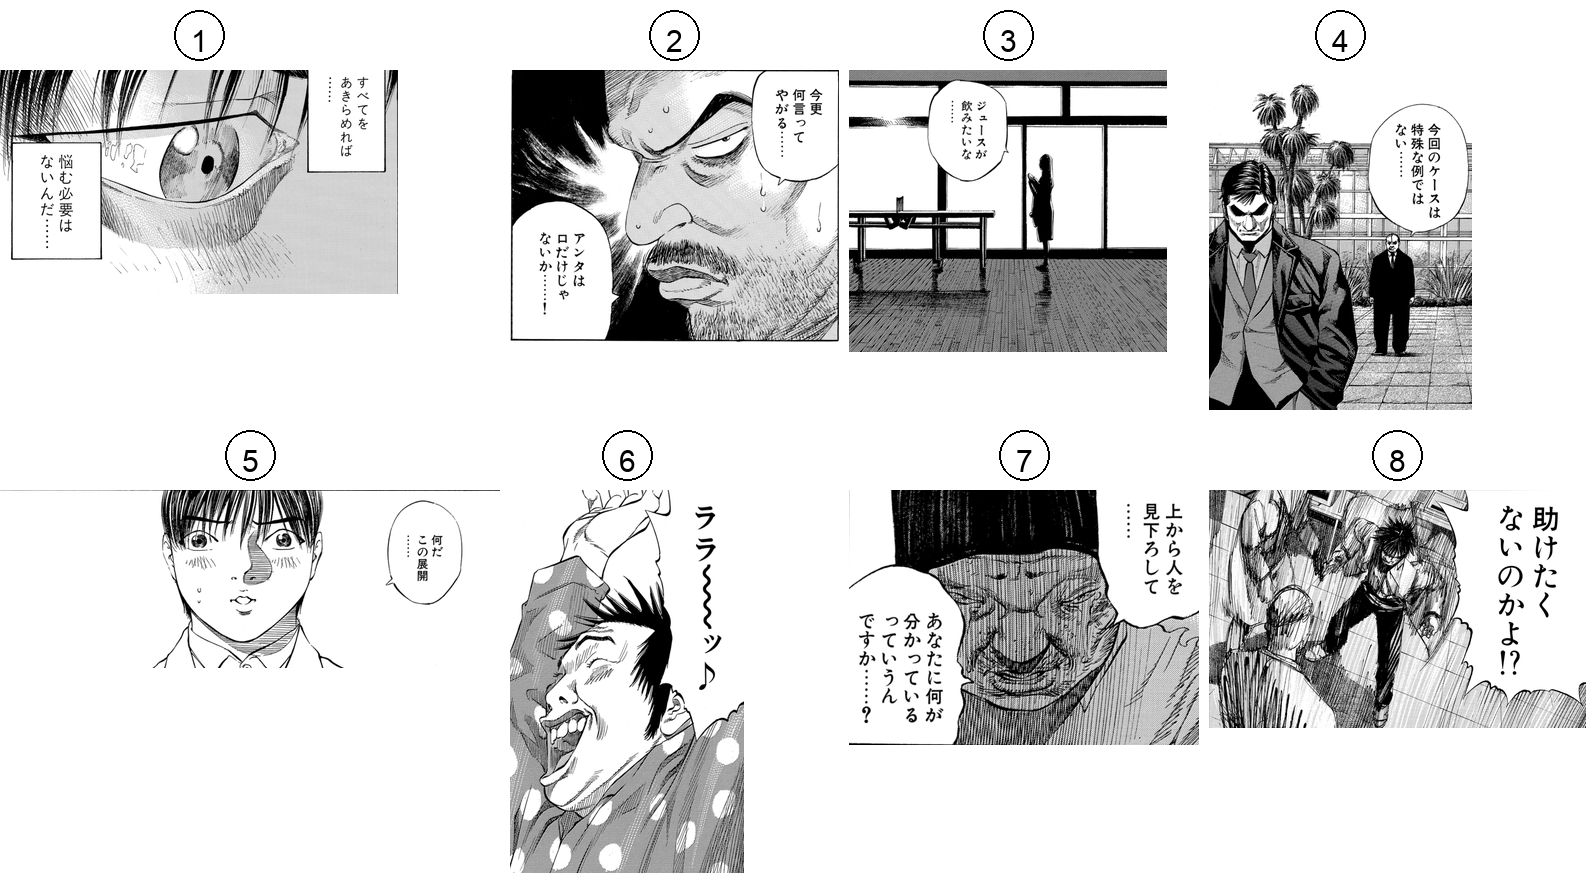 1
すべてを
あきらめれば
……
悩む必要は
ないんだ……
2
今更
何言って
やがる……
アンタは
口だけじゃ
ないか……!
3
ジュースが
飲みたいな
……
4
今回のケースは
特殊な例では
ない……
5
何だ
この展開
……
6
ララ〜〜〜ッ♪
7
上から人を
見下ろして
……
あなたに何が
分かっている
っていうん
ですか……?
8
助けたく
ないのかよ!?